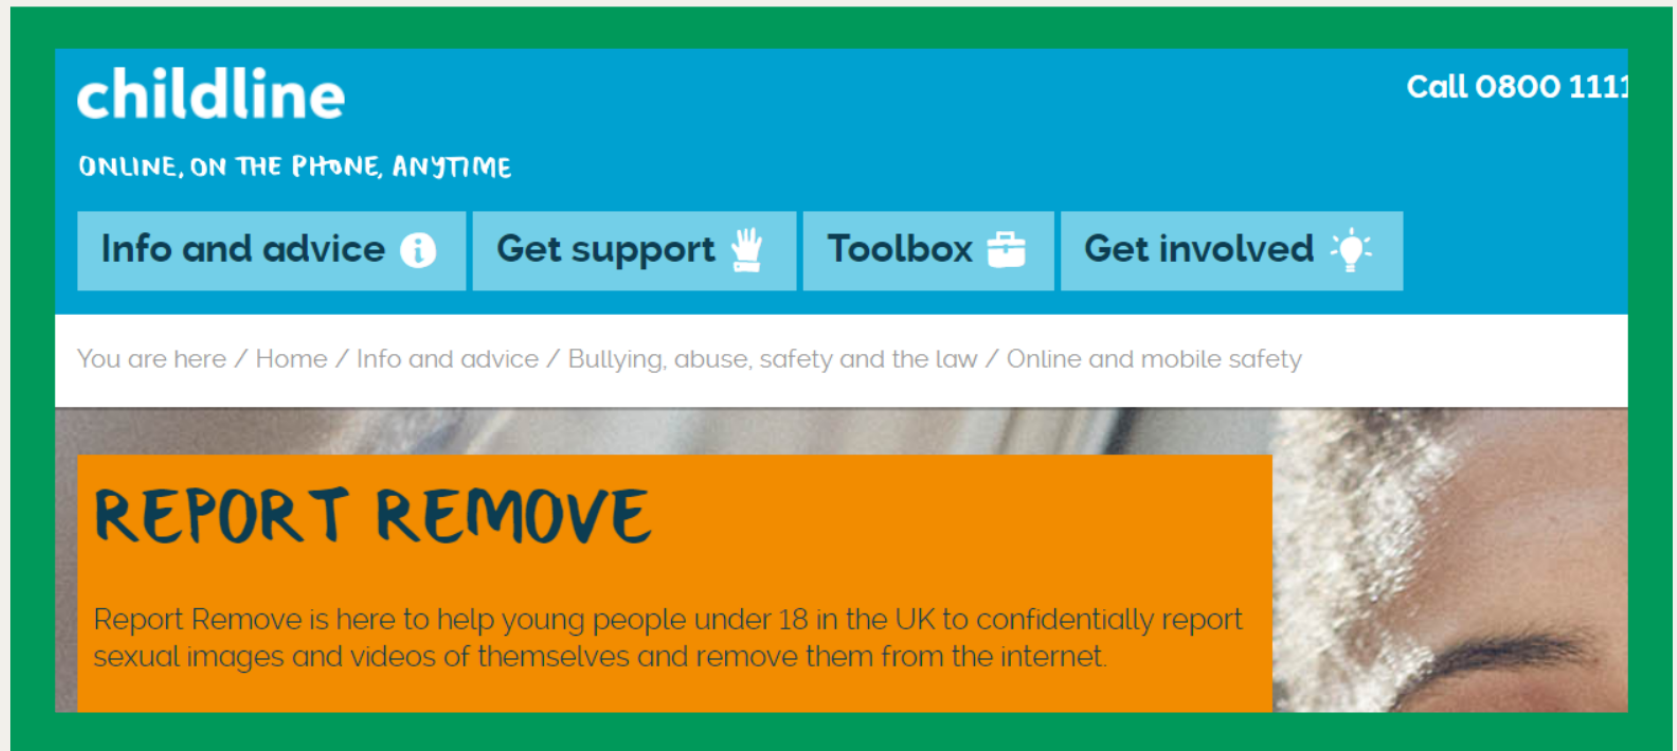 childline
Call 0800 1111
ONLINE, ON THE PHONE, ANYTIME
Info and advice
Get support
Toolbox
Get involved
You are here / Home / Info and advice / Bullying, abuse, safety and the law / Online and mobile safety
REPORT REMOVE
Report Remove is here to help young people under 18 in the UK to confidentially report
sexual images and videos of themselves and remove them from the internet.